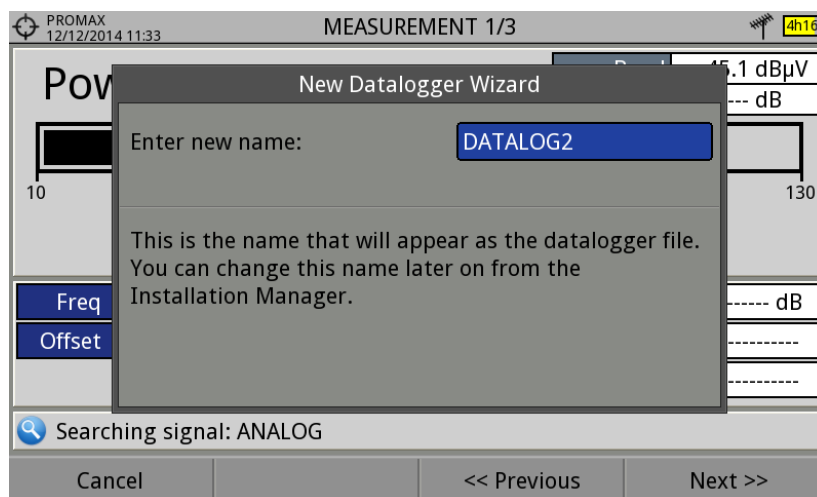 PROMAX
12/12/2014 11:33
MEASUREMENT 1/3
4h16
.1 dBµV
--- dB
10
130
New Datalogger Wizard
Enter new name:
DATALOG2
This is the name that will appear as the datalogger file.
You can change this name later on from the
Installation Manager.
Freq
------ dB
Offset
----------
----------
Searching signal: ANALOG
Cancel
<< Previous
Next >>